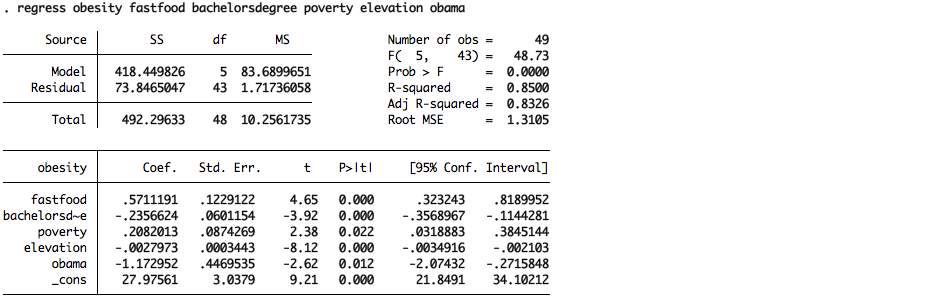 . regress obesity fastfood bachelorsdegree poverty elevation obama
Source SS df MS Number of obs = 49
F( 5, 43) = 48.73
Model 418.449826 5 83.6899651 Prob > F = 0.0000
Residual 73.8465047 43 1.71736058 R-squared = 0.8500
Adj R-squared = 0.8326
Total 492.29633 48 10.2561735 Root MSE = 1.3105
obesity Coef. Std. Err. t P>|t| [95% Conf. Interval]
fastfood .5711191 .1229122 4.65 0.000 .323243 .8189952
bachelorsd~e -.2356624 .0601154 -3.92 0.000 -.3568967 -.1144281
poverty .2082013 .0874269 2.38 0.022 .0318883 .3845144
elevation -.0027973 .0003443 -8.12 0.000 -.0034916 -.002103
obama -1.172952 .4469535 -2.62 0.012 -2.07432 -.2715848
_cons 27.97561 3.0379 9.21 0.000 21.8491 34.10212